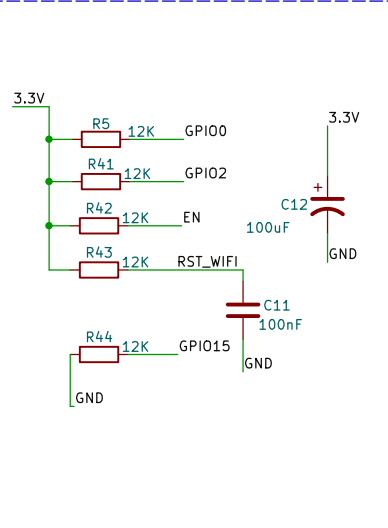 3.3V
R5 12K GPIO0
3.3V
R41 12K GPIO2
C12
100uF
R42 12K EN
GND
R43 12K RST_WIFI
C11
100nF
R44 12K GPIO15
GND
GND